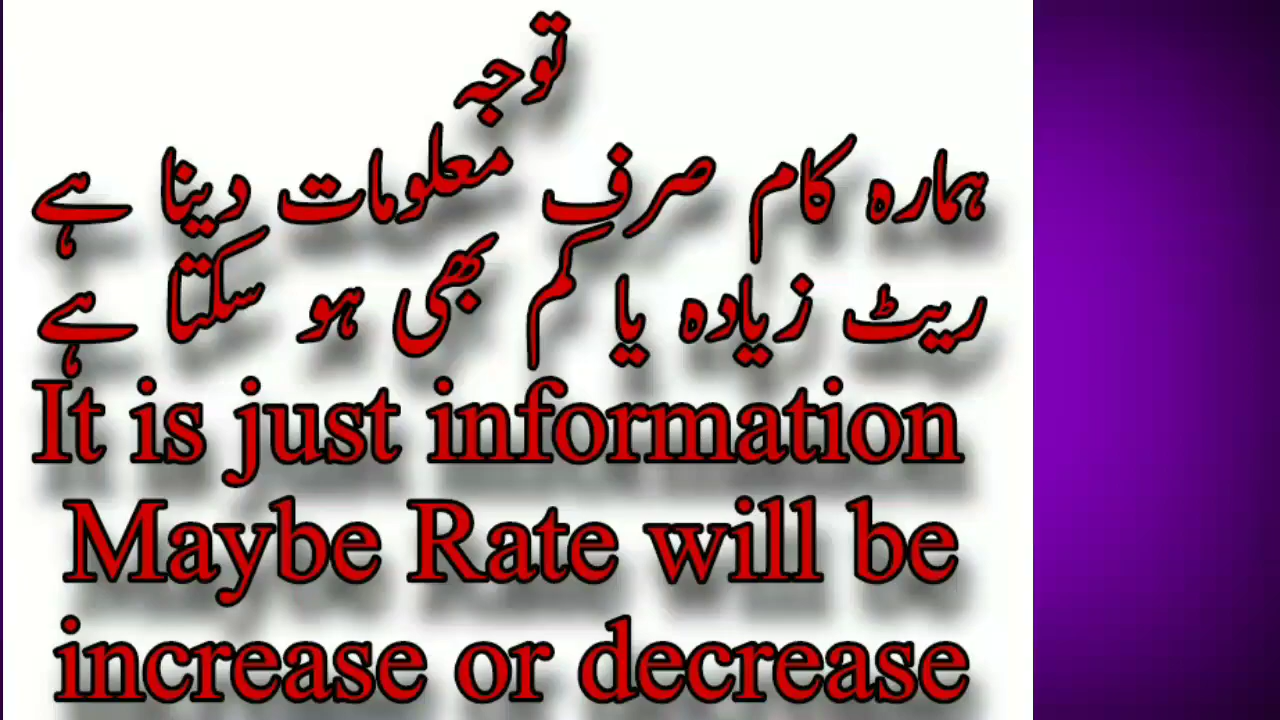 توجہ
ہمارہ کام صرف معلومات دینا ہے
ریٹ زیادہ یا کم بھی ہو سکتا ہے
It is just information
Maybe Rate will be
increase or decrease